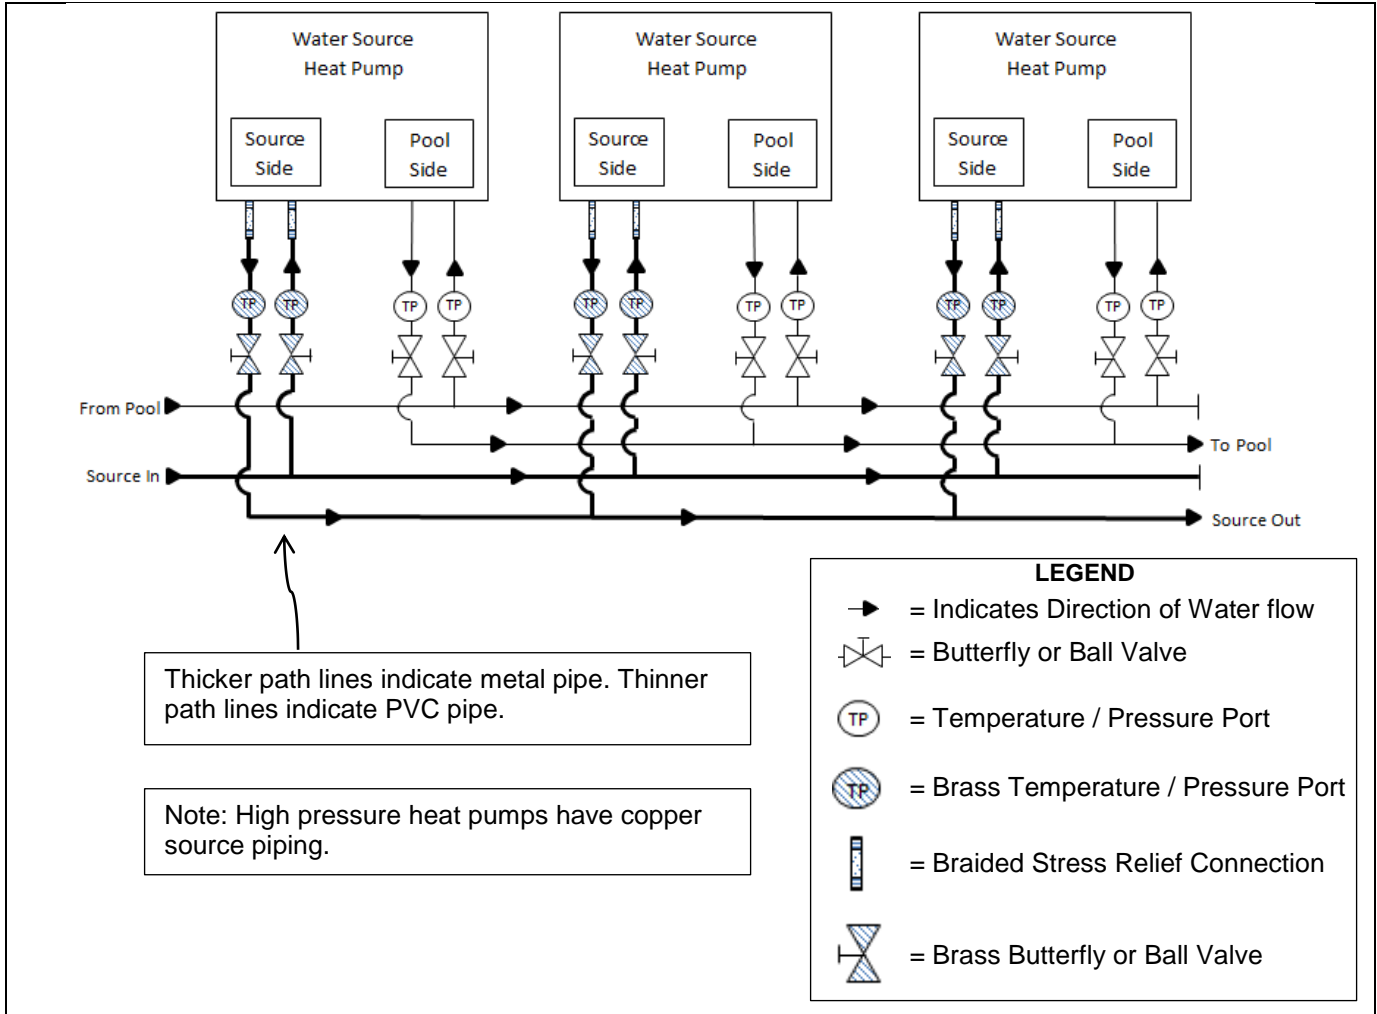 Water Source
Heat Pump
Source
Side
Pool
Side
Water Source
Heat Pump
Source
Side
Pool
Side
Water Source
Heat Pump
Source
Side
Pool
Side
TP
TP
TP
TP
TP
TP
TP
TP
TP
TP
TP
TP
From Pool
To Pool
Source In
Source Out
Thicker path lines indicate metal pipe. Thinner
path lines indicate PVC pipe.
Note: High pressure heat pumps have copper
source piping.
LEGEND
= Indicates Direction of Water flow
= Butterfly or Ball Valve
TP = Temperature / Pressure Port
TP = Brass Temperature / Pressure Port
= Braided Stress Relief Connection
= Brass Butterfly or Ball Valve